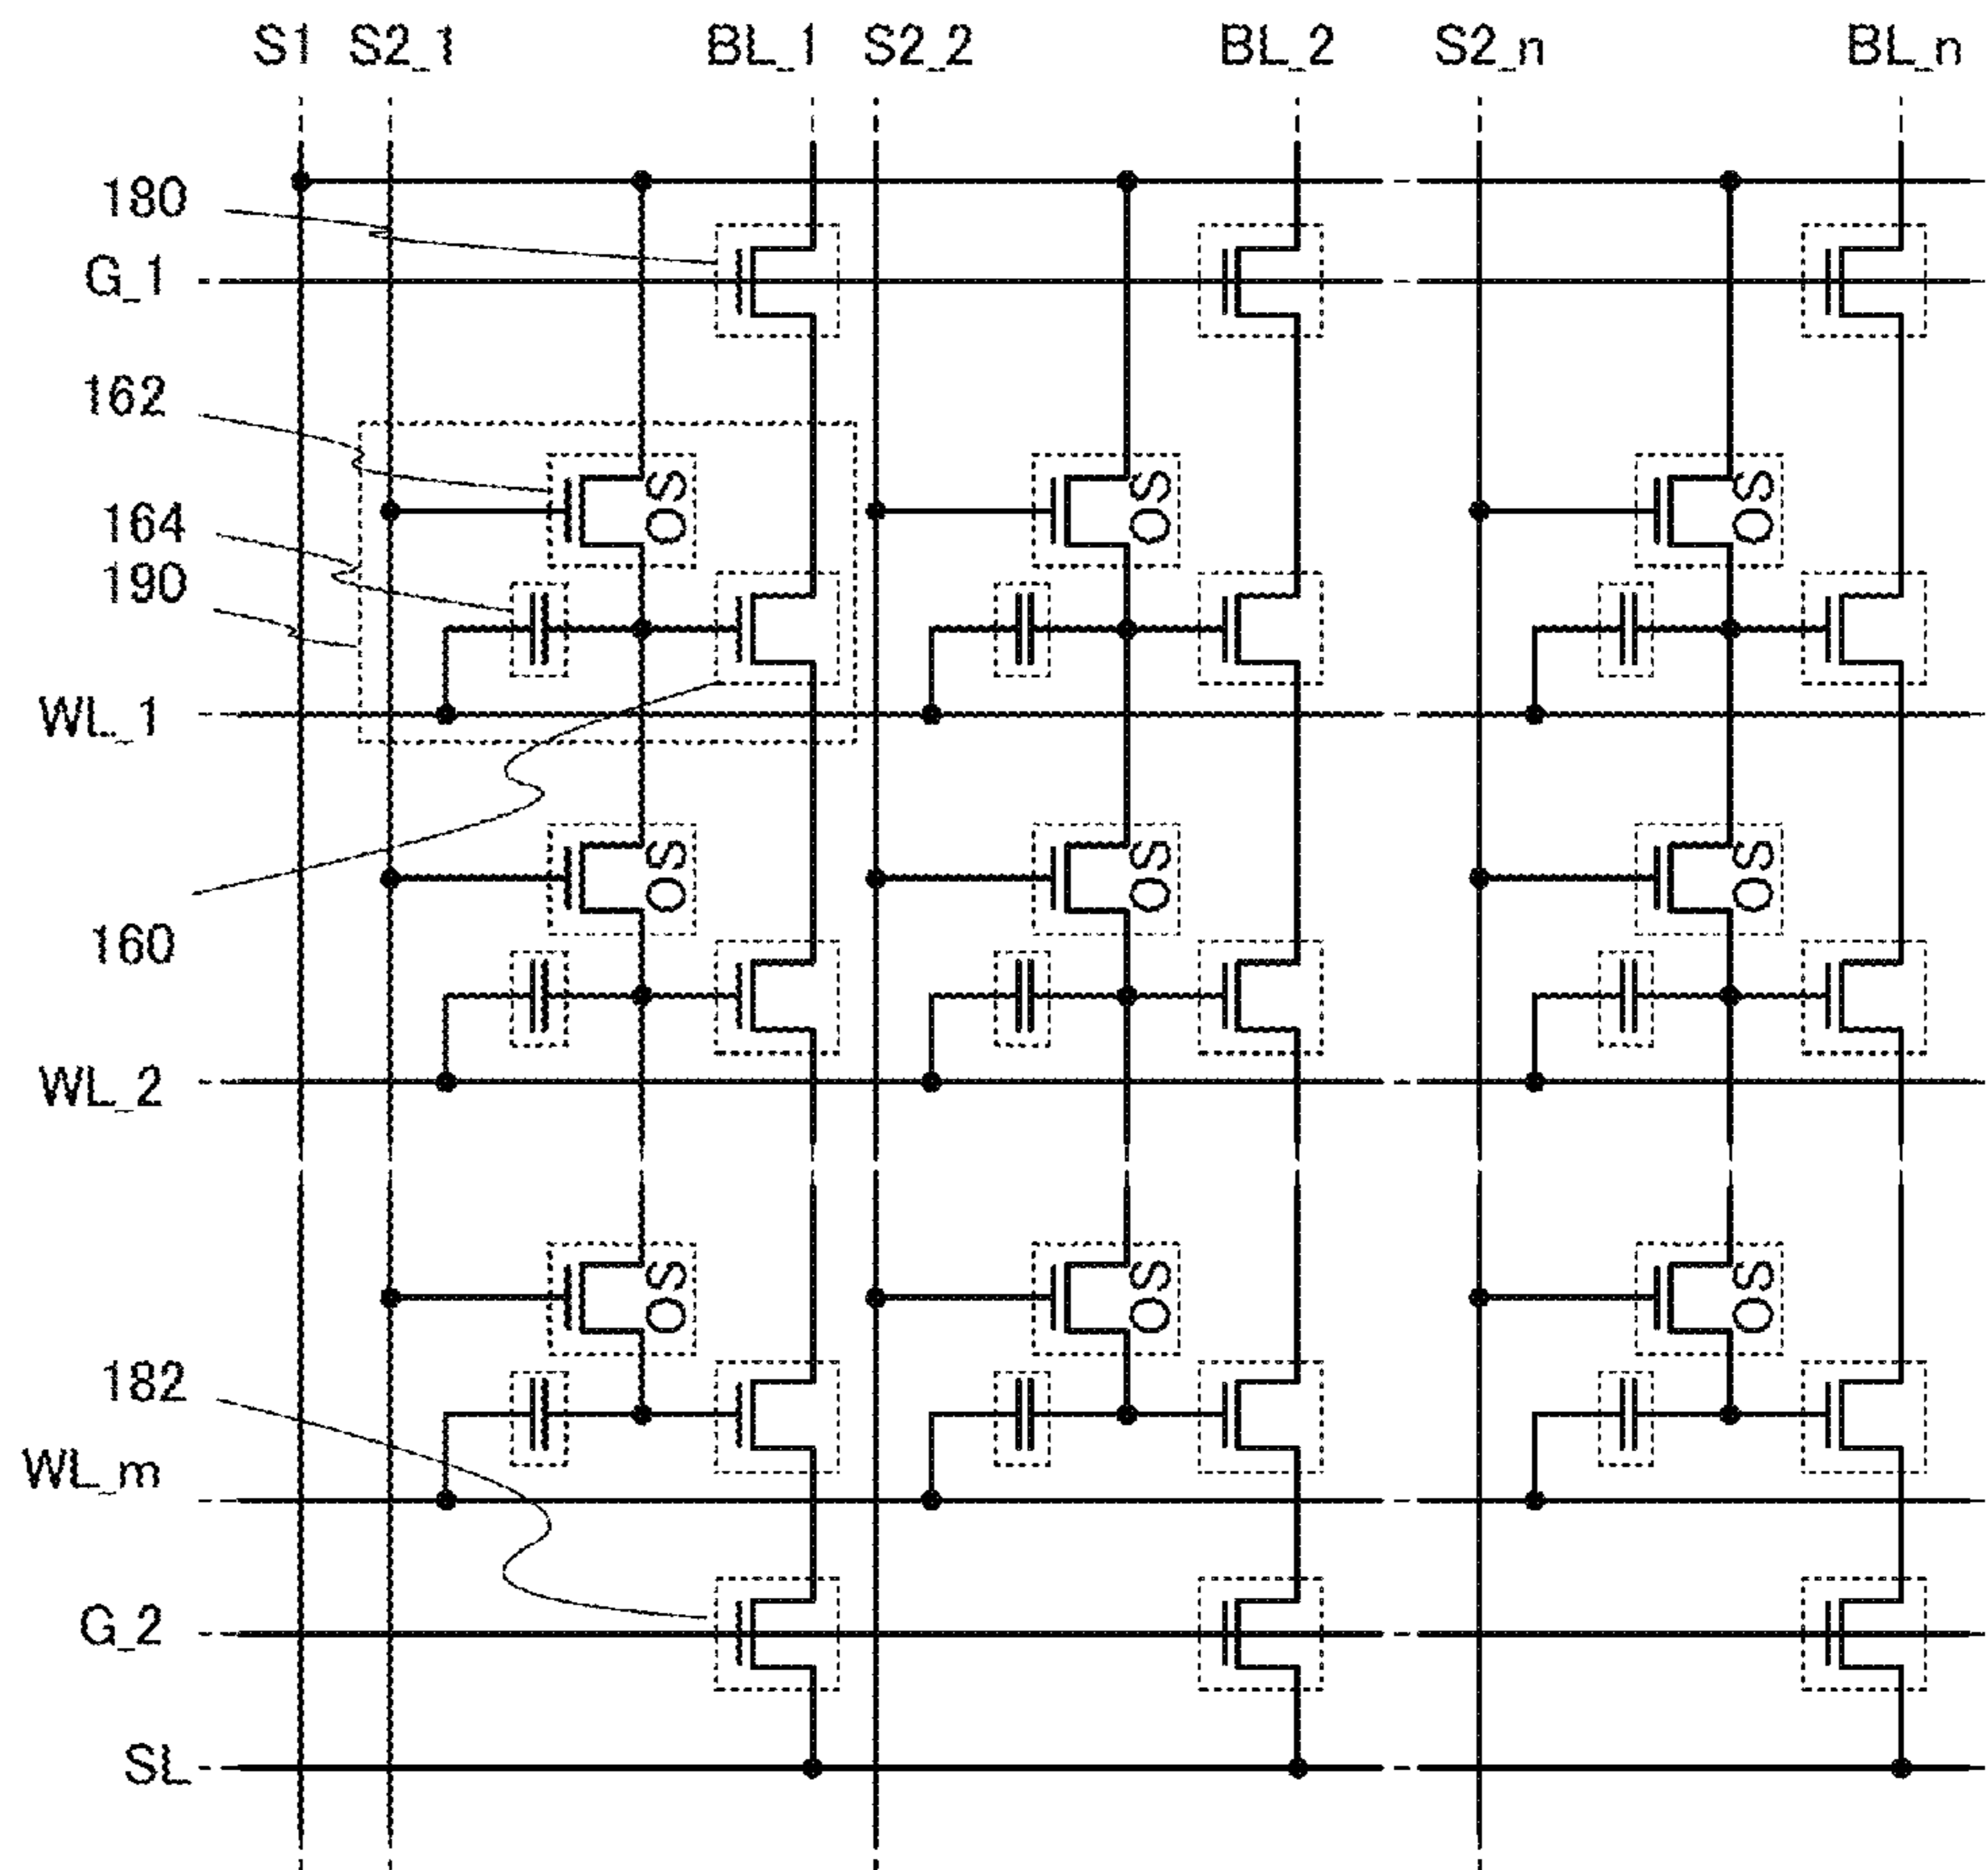 S1 S2_1 BL_1 S2_2 BL_2 S2_n BL_n
180
G_1
162
OS OS OS
164
190
WL_1
OS OS OS
160
WL_2
OS OS OS
182
WL_m
G_2
SL